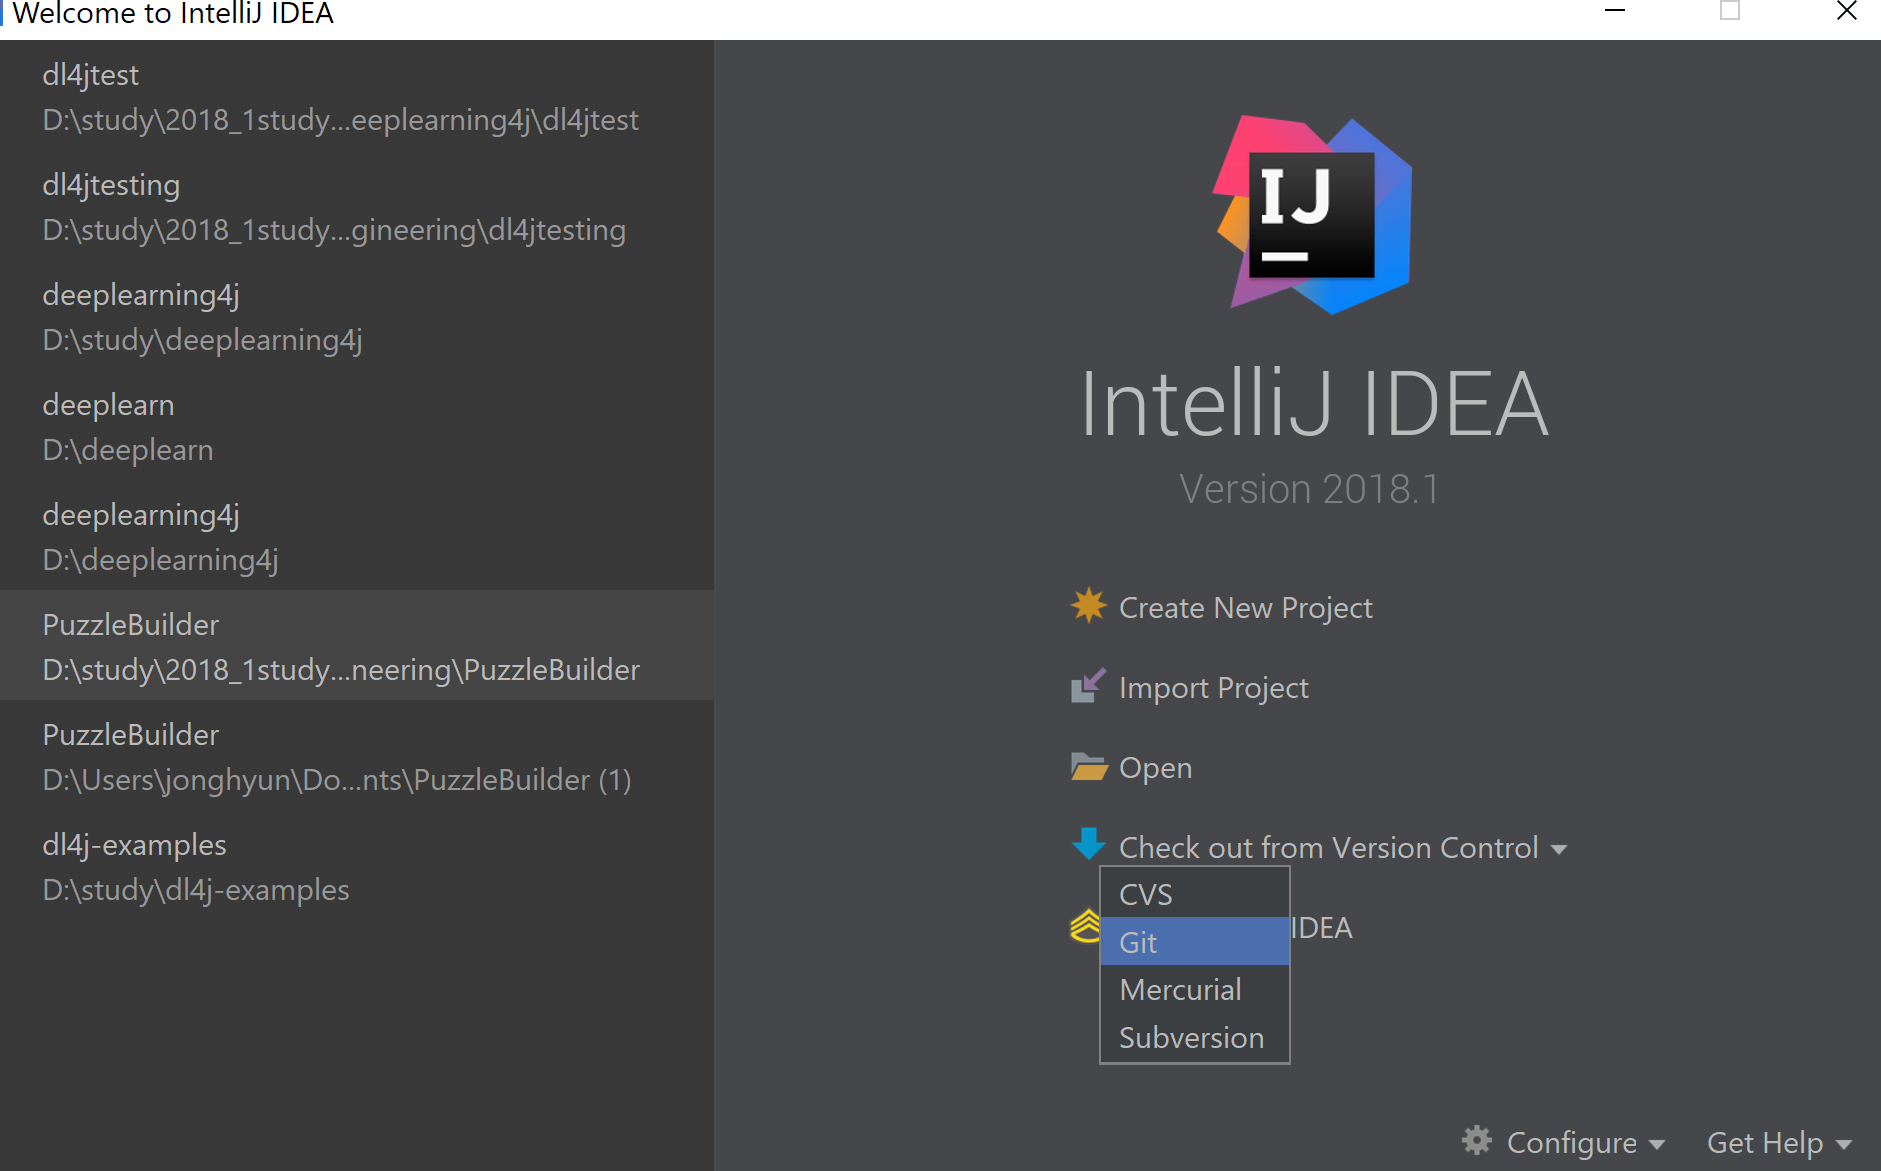 Welcome to IntelliJ IDEA
dl4jtest
D:\study\2018_1study...eeplearning4j\dl4jtest
dl4jtesting
D:\study\2018_1study...gineering\dl4jtesting
deeplearning4j
D:\study\deeplearning4j
deeplearn
D:\deeplearn
deeplearning4j
D:\deeplearning4j
PuzzleBuilder
D:\study\2018_1study...neering\PuzzleBuilder
PuzzleBuilder
D:\Users\jonghyun\Do...nts\PuzzleBuilder (1)
dl4j-examples
D:\study\dl4j-examples
IJ
IntelliJ IDEA
Version 2018.1
Create New Project
Import Project
Open
Check out from Version Control
CVS
Git
IDEA
Mercurial
Subversion
Configure
Get Help